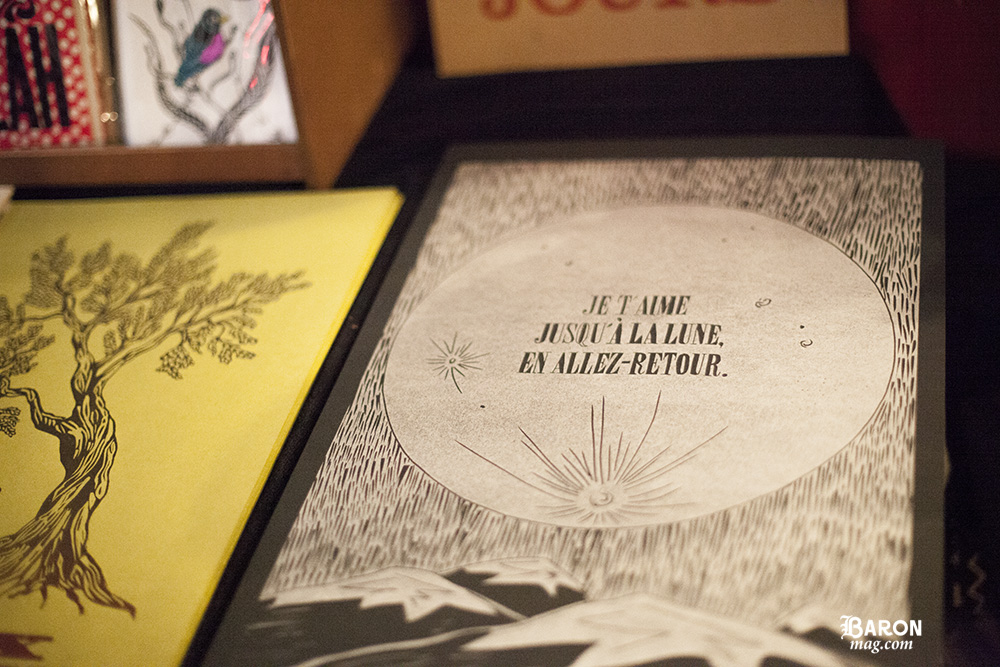 JE T'AIME
JUSQU'À LA LUNE,
EN ALLEZ-RETOUR.
BARON
mag.com